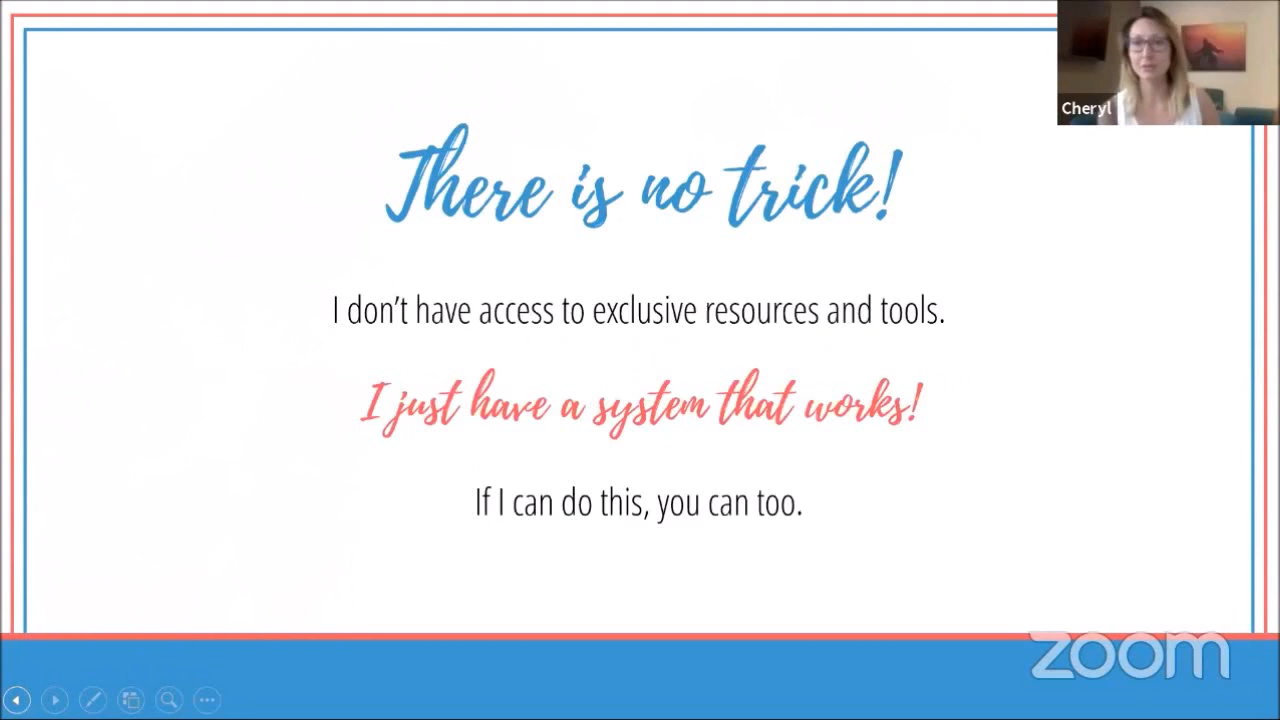 Cheryl
There is no trick!
I don't have access to exclusive resources and tools.
I just have a system that works!
If I can do this, you can too.
zoom